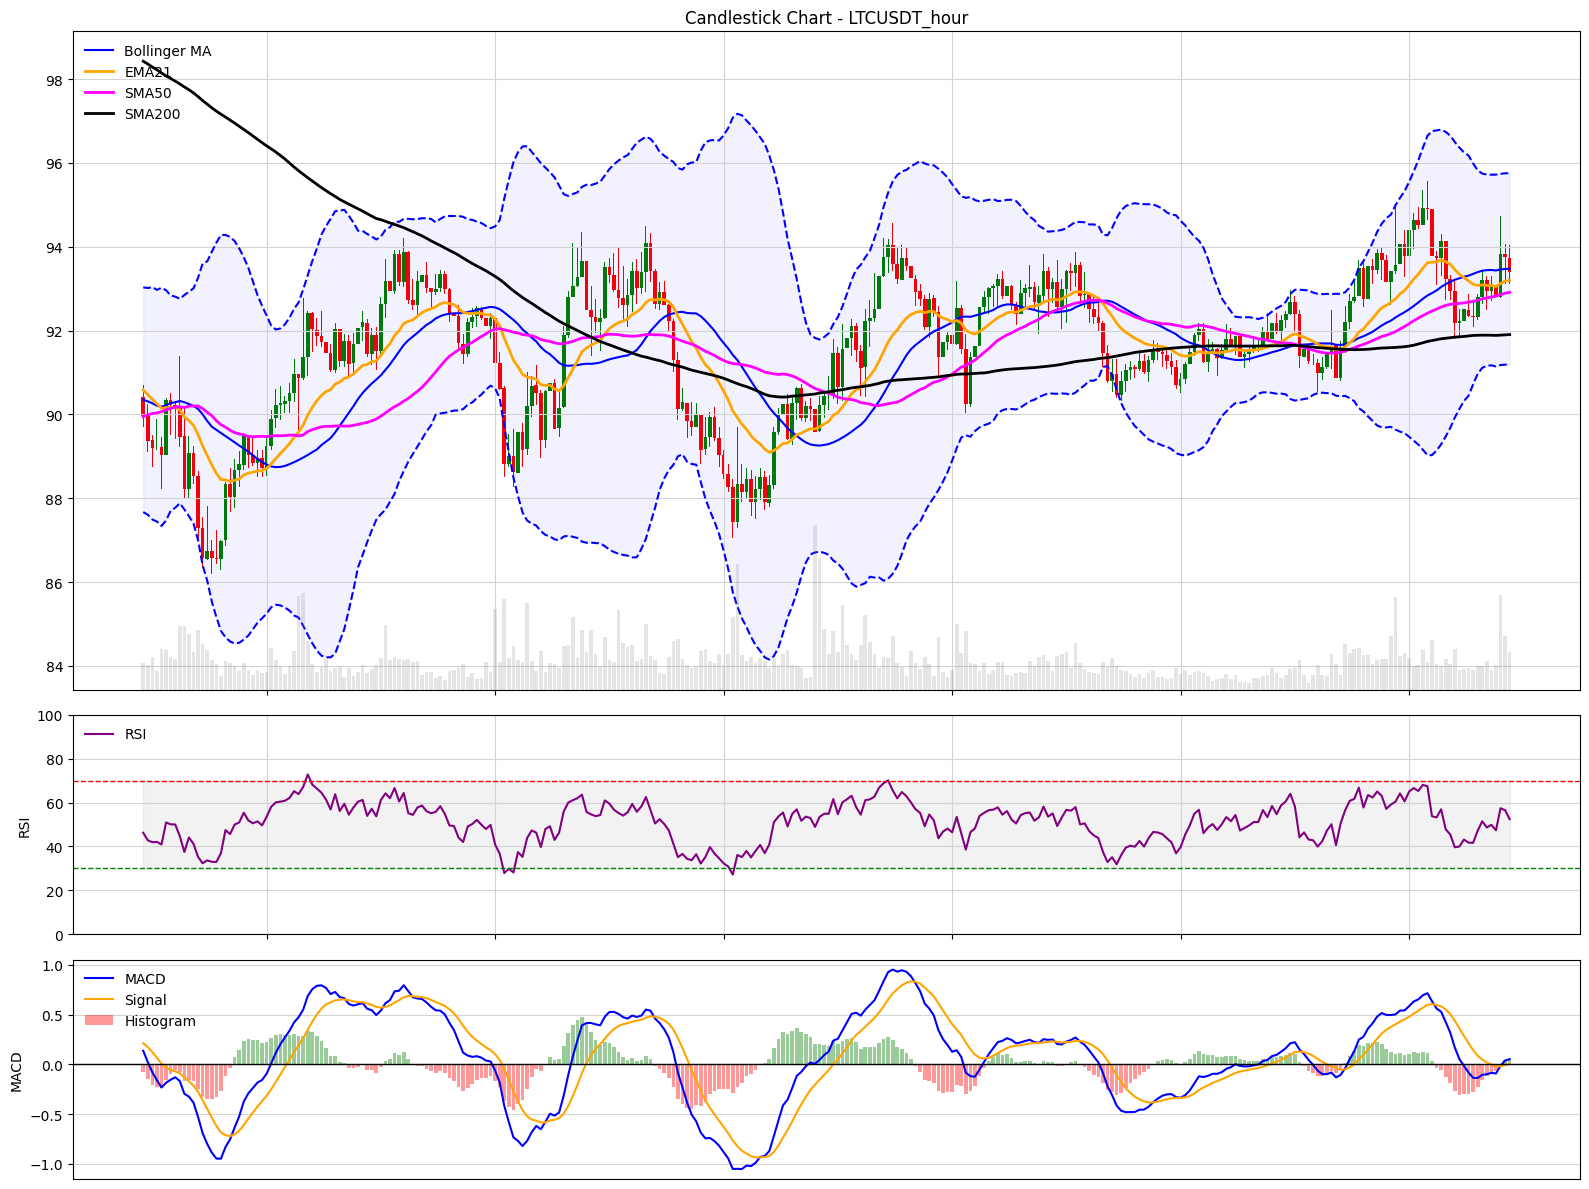 Candlestick Chart - LTCUSDT_hour
Bollinger MA
EMA21
SMA50
SMA200
98
96
94
92
90
88
86
84
RSI
100
80
60
40
20
0
RSI
MACD
Signal
Histogram
1.0
0.5
0.0
−0.5
−1.0
MACD